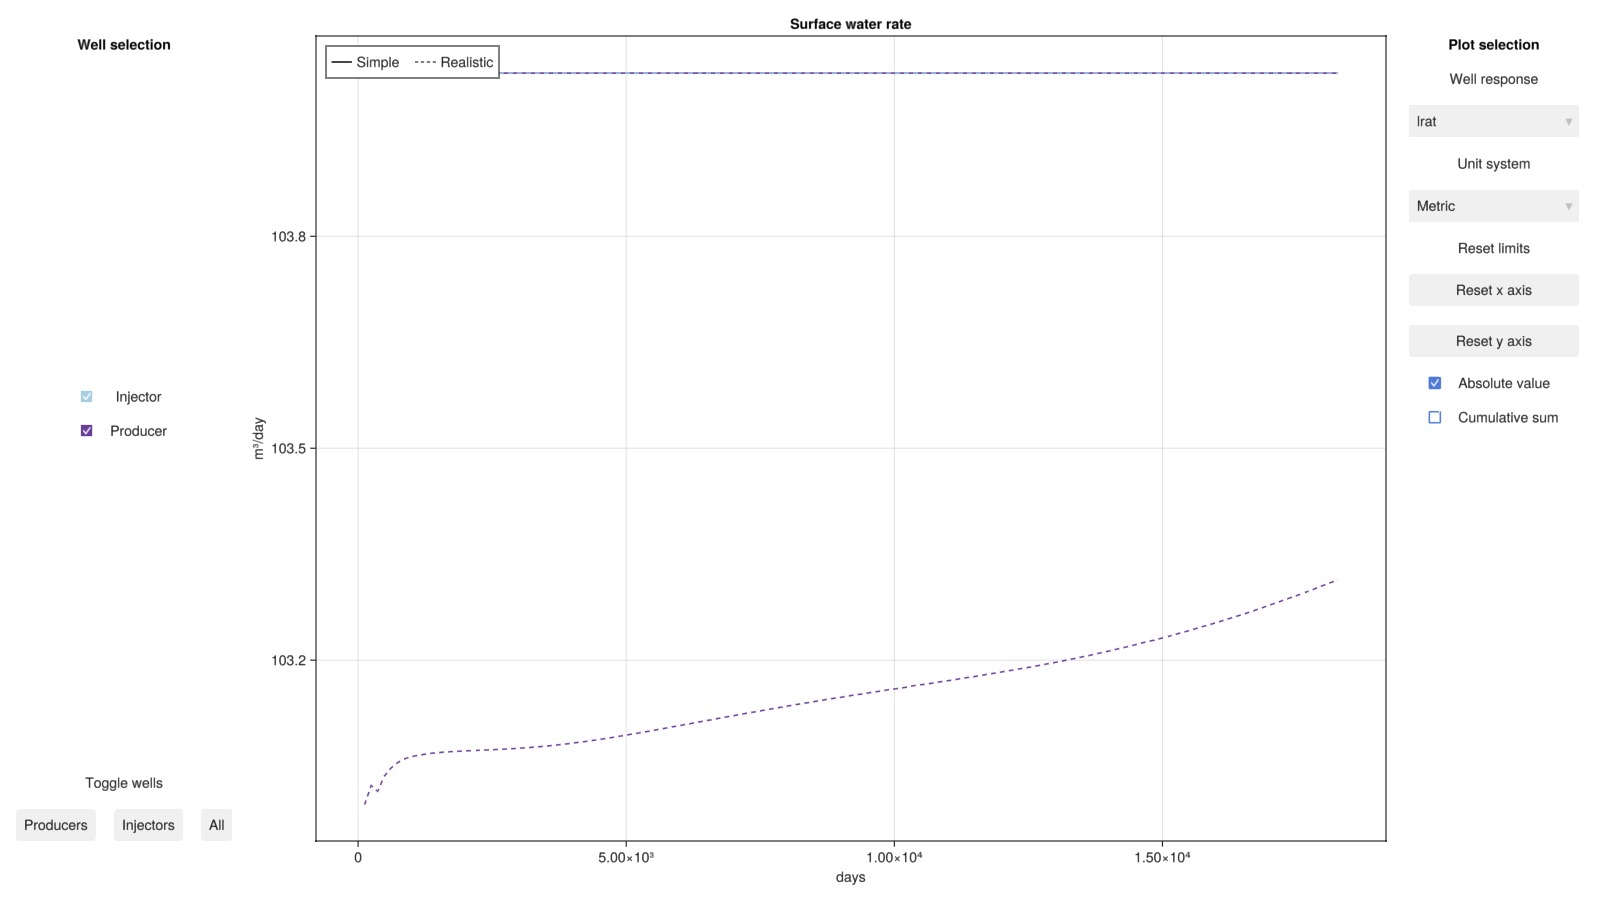 Surface water rate
Well selection
Injector
Producer
Toggle wells
Producers
Injectors
All
Simple
Realistic
m³/day
103.8
103.5
103.2
0
5.00×10³
1.00×10⁴
1.50×10⁴
days
Plot selection
Well response
lrat
Unit system
Metric
Reset limits
Reset x axis
Reset y axis
Absolute value
Cumulative sum